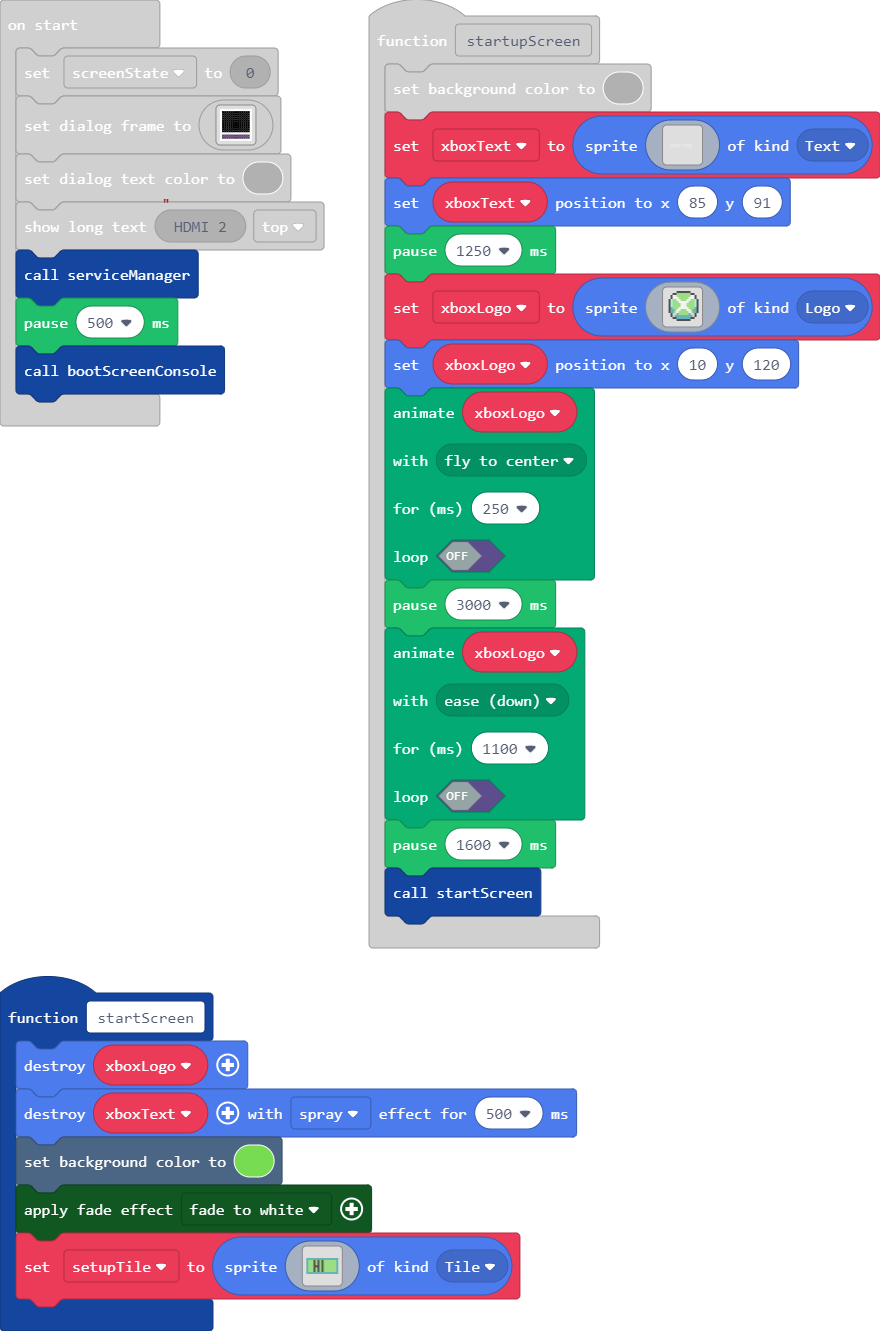 on start
set screenState to 0
set dialog frame to
set dialog text color to
show long text "HDMI 2 top
call serviceManager
pause 500 ms
call bootScreenConsole
function startupScreen
set background color to
set xboxText to sprite of kind Text
set xboxText position to x 85 y 91
pause 1250 ms
set xboxLogo to sprite of kind Logo
set xboxLogo position to x 10 y 120
animate xboxLogo
with fly to center
for (ms) 250
loop OFF
pause 3000 ms
animate xboxLogo
with ease (down)
for (ms) 1100
loop OFF
pause 1600 ms
call startScreen
function startScreen
destroy xboxLogo
destroy xboxText with spray effect for 500 ms
set background color to
apply fade effect fade to white
set setupTile to sprite HI of kind Tile